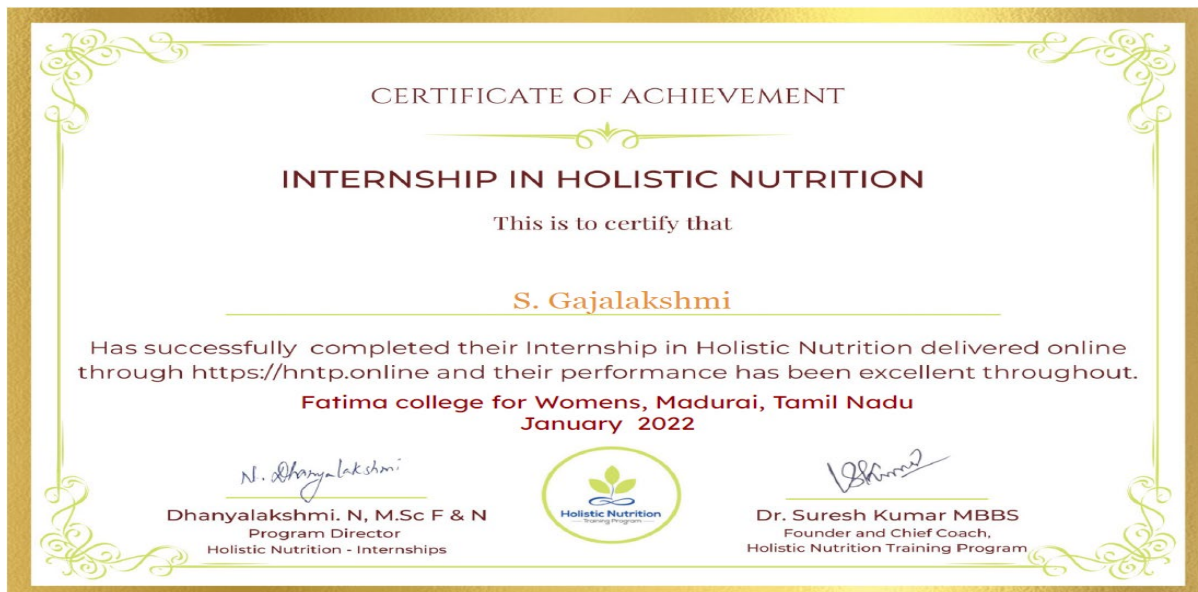 CERTIFICATE OF ACHIEVEMENT
INTERNSHIP IN HOLISTIC NUTRITION
This is to certify that
S. Gajalakshmi
Has successfully completed their Internship in Holistic Nutrition delivered online
through https://hntp.online and their performance has been excellent throughout.
Fatima college for Womens, Madurai, Tamil Nadu
January 2022
N. Dhanyalakshmi
Dhanyalakshmi. N, M.Sc F & N
Program Director
Holistic Nutrition - Internships
Holistic Nutrition
Training Program
Dr. Suresh Kumar MBBS
Founder and Chief Coach,
Holistic Nutrition Training Program